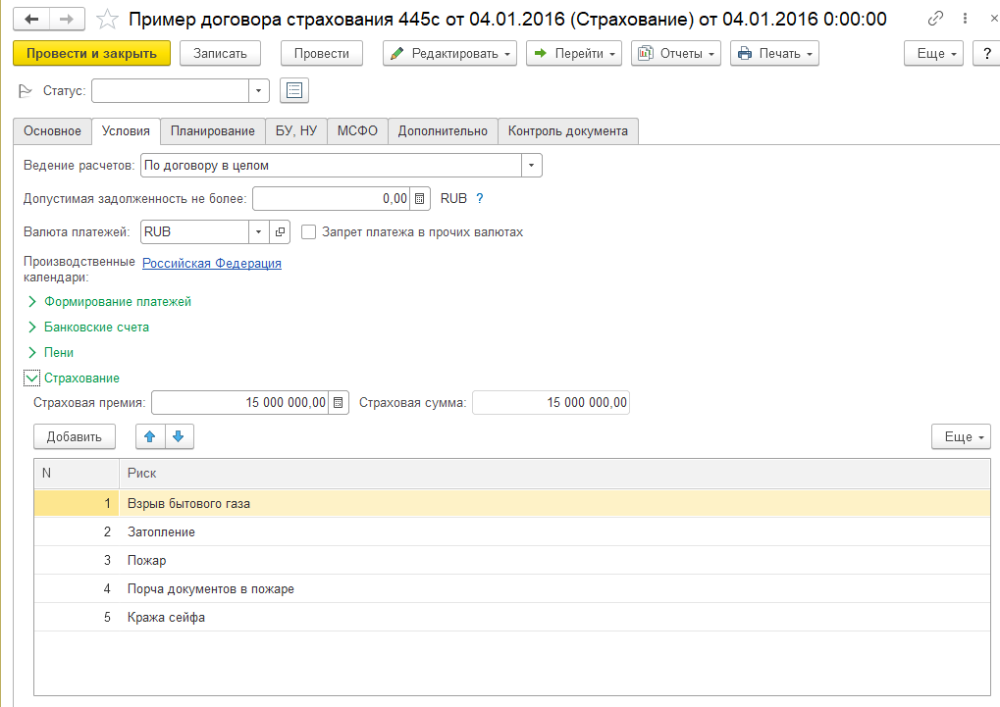 Пример договора страхования 445с от 04.01.2016 (Страхование) от 04.01.2016 0:00:00
Провести и закрыть Записать Провести Редактировать Перейти Отчеты Печать Еще ?
Статус:
Основное Условия Планирование БУ, НУ МСФО Дополнительно Контроль документа
Ведение расчетов: По договору в целом
Допустимая задолженность не более: 0,00 RUB ?
Валюта платежей: RUB Запрет платежа в прочих валютах
Производственные Российская Федерация
календари:
Формирование платежей
Банковские счета
Пени
Страхование
Страховая премия: 15 000 000,00 Страховая сумма: 15 000 000,00
Добавить Еще
N Риск
1 Взрыв бытового газа
2 Затопление
3 Пожар
4 Порча документов в пожаре
5 Кража сейфа